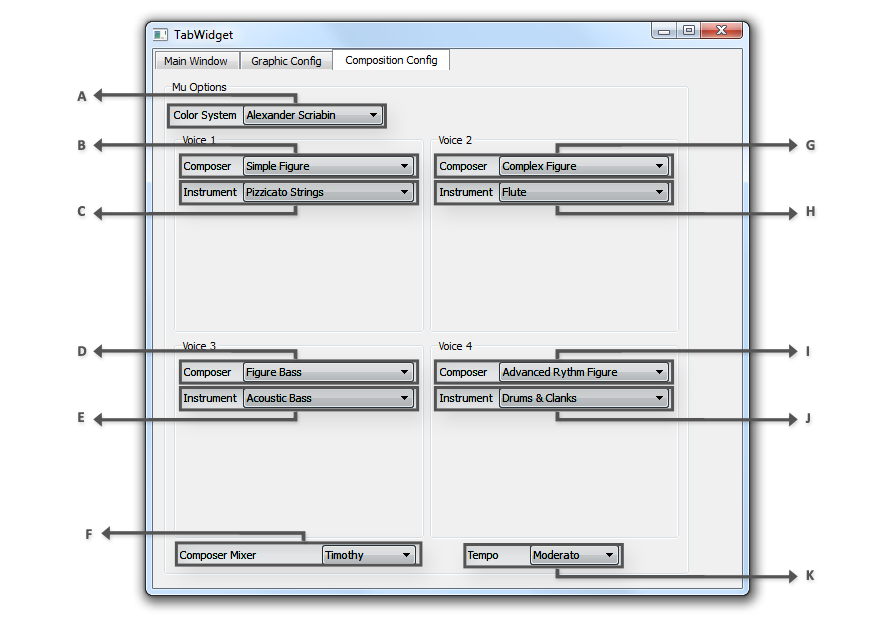 TabWidget
Main Window Graphic Config Composition Config
Mu Options
A
Color System Alexander Scriabin
Voice 1 Voice 2
B G
Composer Simple Figure Composer Complex Figure
Instrument Pizzicato Strings Instrument Flute
C H
Voice 3 Voice 4
D I
Composer Figure Bass Composer Advanced Rythm Figure
Instrument Acoustic Bass Instrument Drums & Clanks
E J
F
Composer Mixer Timothy Tempo Moderato
K